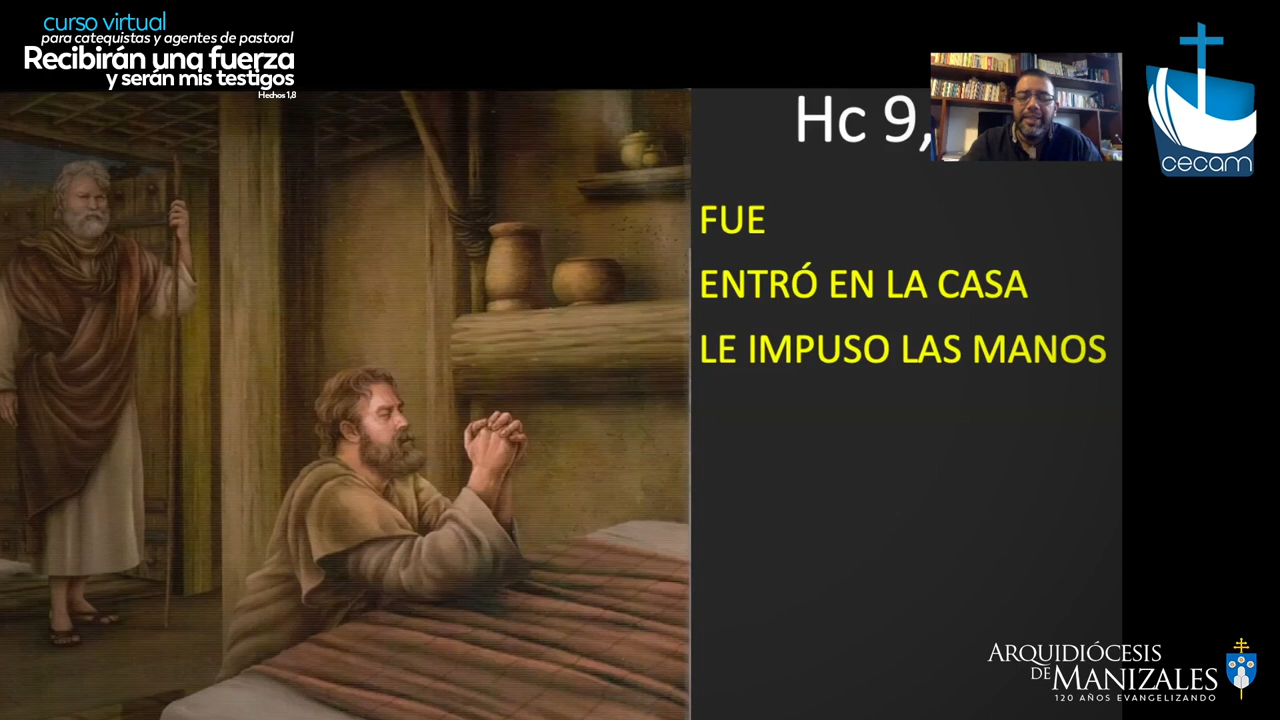 curso virtual
para catequistas y agentes de pastoral
Recibirán una fuerza
y serán mis testigos
Hechos 1,8
Hc 9,
cecam
FUE
ENTRÓ EN LA CASA
LE IMPUSO LAS MANOS
ARQUIDIÓCESIS
DE MANIZALES
120 AÑOS EVANGELIZANDO